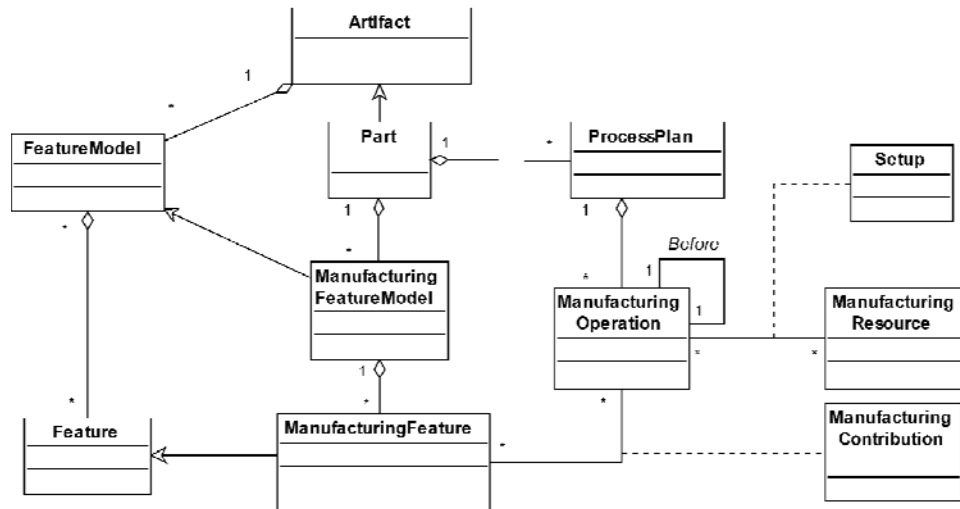 Artifact
1
*
FeatureModel
Part
1
*
ProcessPlan
Setup
*
1
1
Before
*
*
1
Manufacturing
FeatureModel
Manufacturing
Operation
1
Manufacturing
Resource
*
*
1
*
*
*
Feature
ManufacturingFeature
*
Manufacturing
Contribution